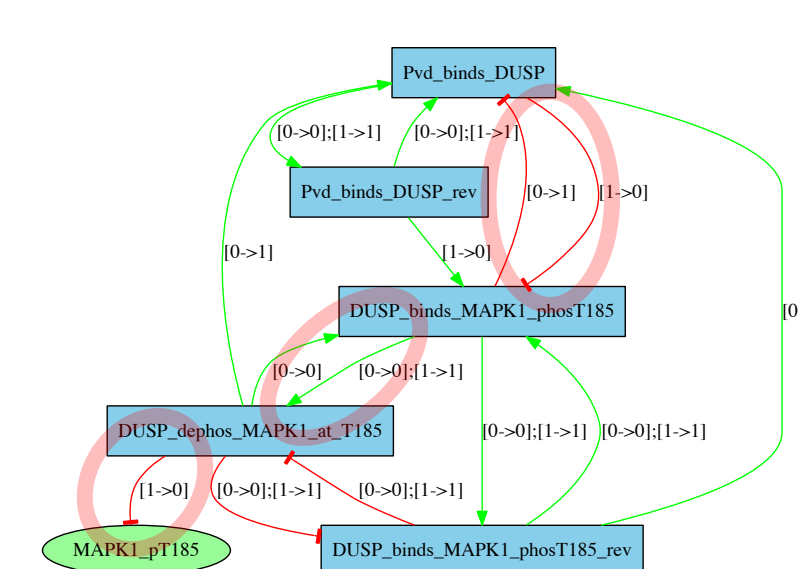 Pvd_binds_DUSP
[0->0];[1->1] [0->0];[1->1]
Pvd_binds_DUSP_rev
[0->1] [1->0]
[0->1] [1->0]
DUSP_binds_MAPK1_phosT185
[0
[0->0] [0->0];[1->1]
DUSP_dephos_MAPK1_at_T185
[0->0];[1->1] [0->0];[1->1]
[1->0] [0->0];[1->1] [0->0];[1->1]
MAPK1_pT185
DUSP_binds_MAPK1_phosT185_rev